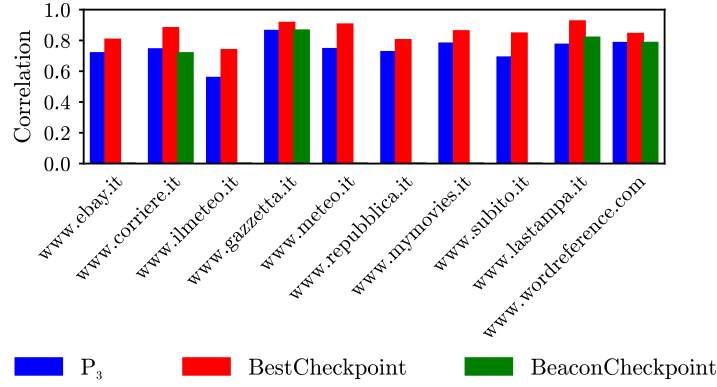 1.0
0.8
0.6
0.4
0.2
0.0
Correlation
www.ebay.it
www.corriere.it
www.ilmeteo.it
www.gazzetta.it
www.meteo.it
www.repubblica.it
www.mymovies.it
www.subito.it
www.lastampa.it
www.wordreference.com
P₃ BestCheckpoint BeaconCheckpoint